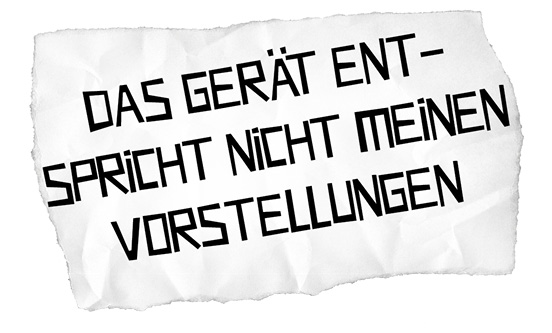 DAS GERÄT ENT-
SPRiCHT NiCHT MEiNEN
VORSTELLUNGEN